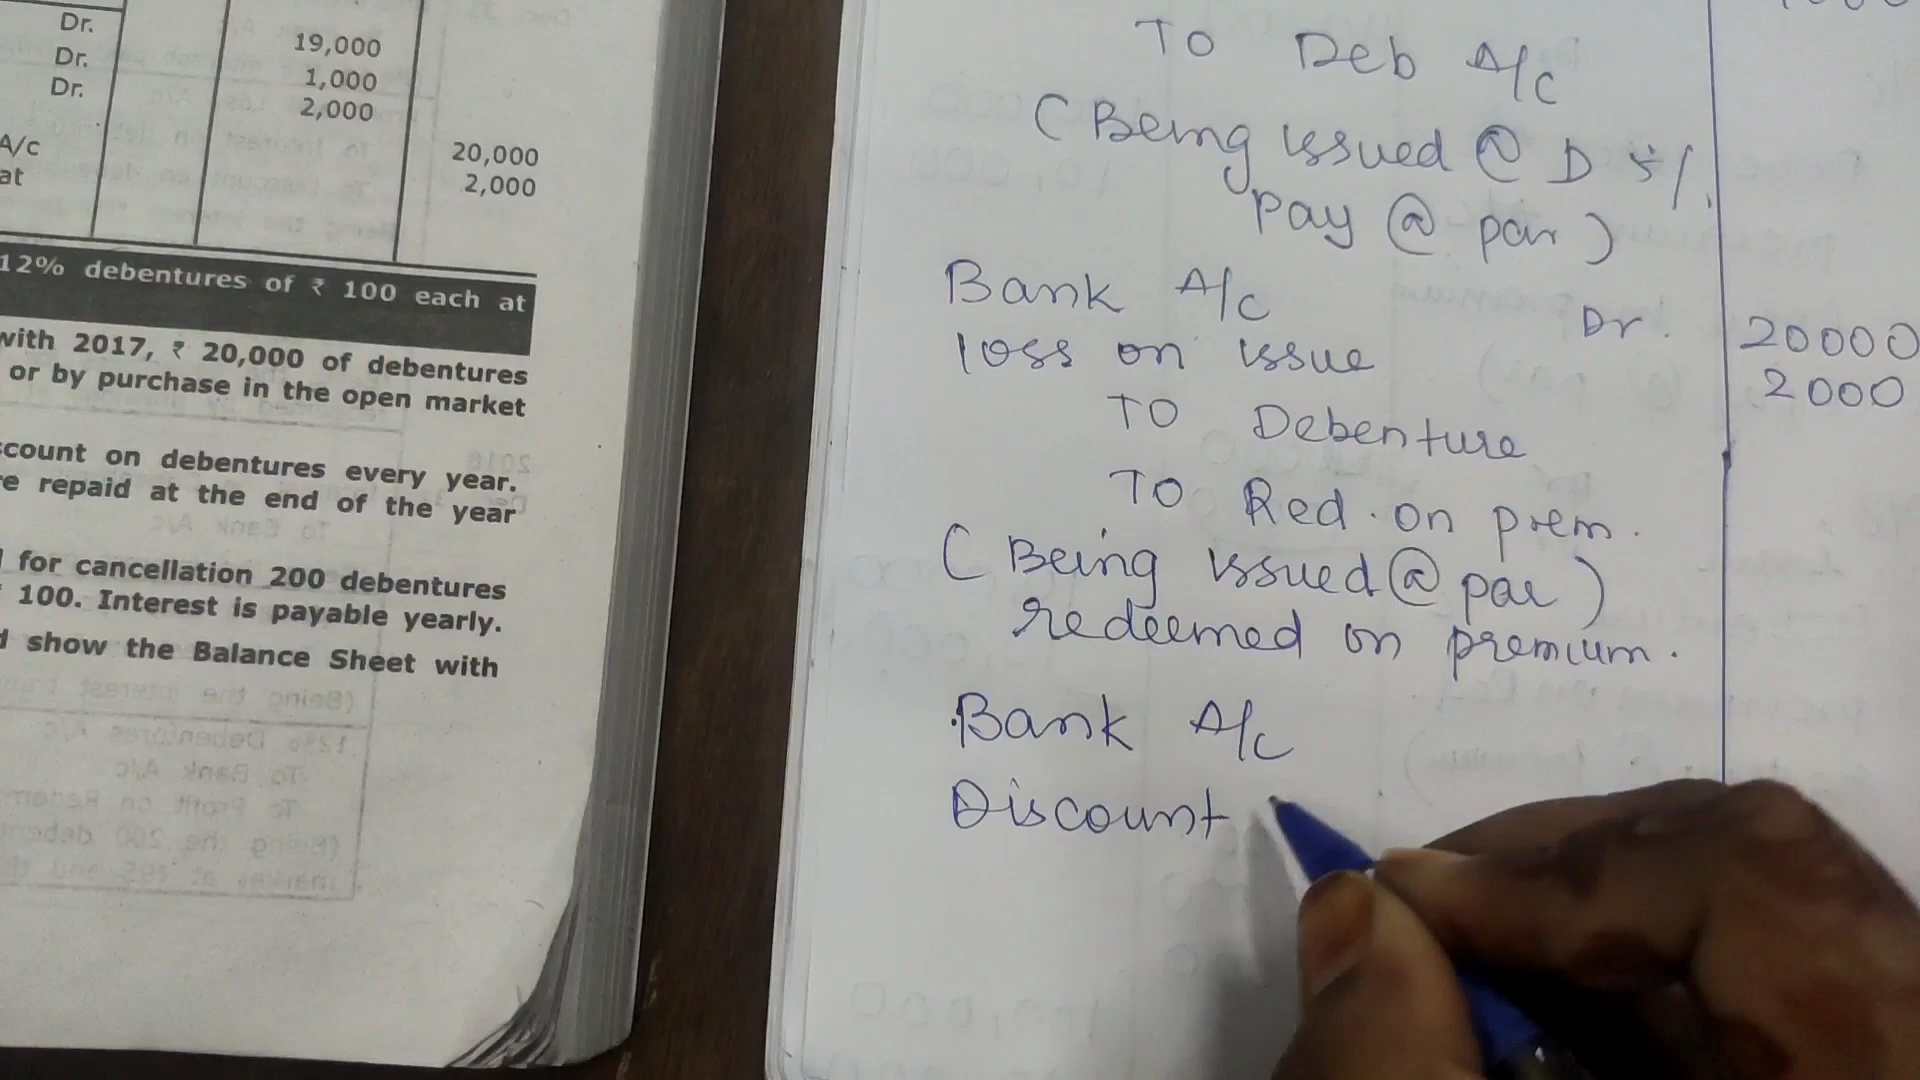 Dr.
Dr.
Dr.
19,000
1,000
2,000
A/c
at
20,000
2,000
12% debentures of ₹ 100 each at
with 2017, ₹ 20,000 of debentures
or by purchase in the open market
count on debentures every year.
e repaid at the end of the year
for cancellation 200 debentures
100. Interest is payable yearly.
show the Balance Sheet with
To Deb A/c
(Being issued @ D 5%
pay @ par)
Bank A/c Dr. 20000
loss on issue 2000
To Debenture
To Red. on prem.
(Being issued @ par)
redeemed on premium.
Bank A/c
Discount